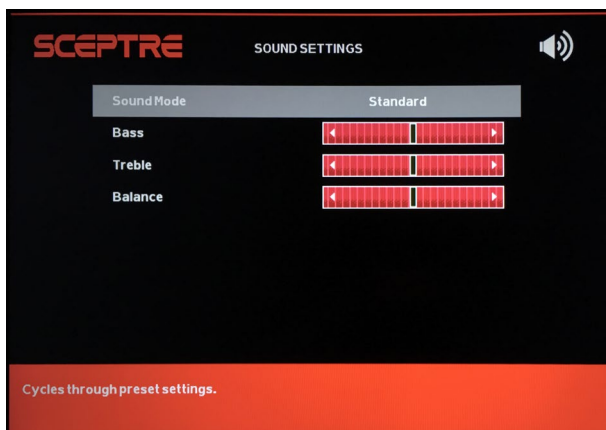 SCEPTRE
SOUND SETTINGS
Sound Mode Standard
Bass
Treble
Balance
Cycles through preset settings.